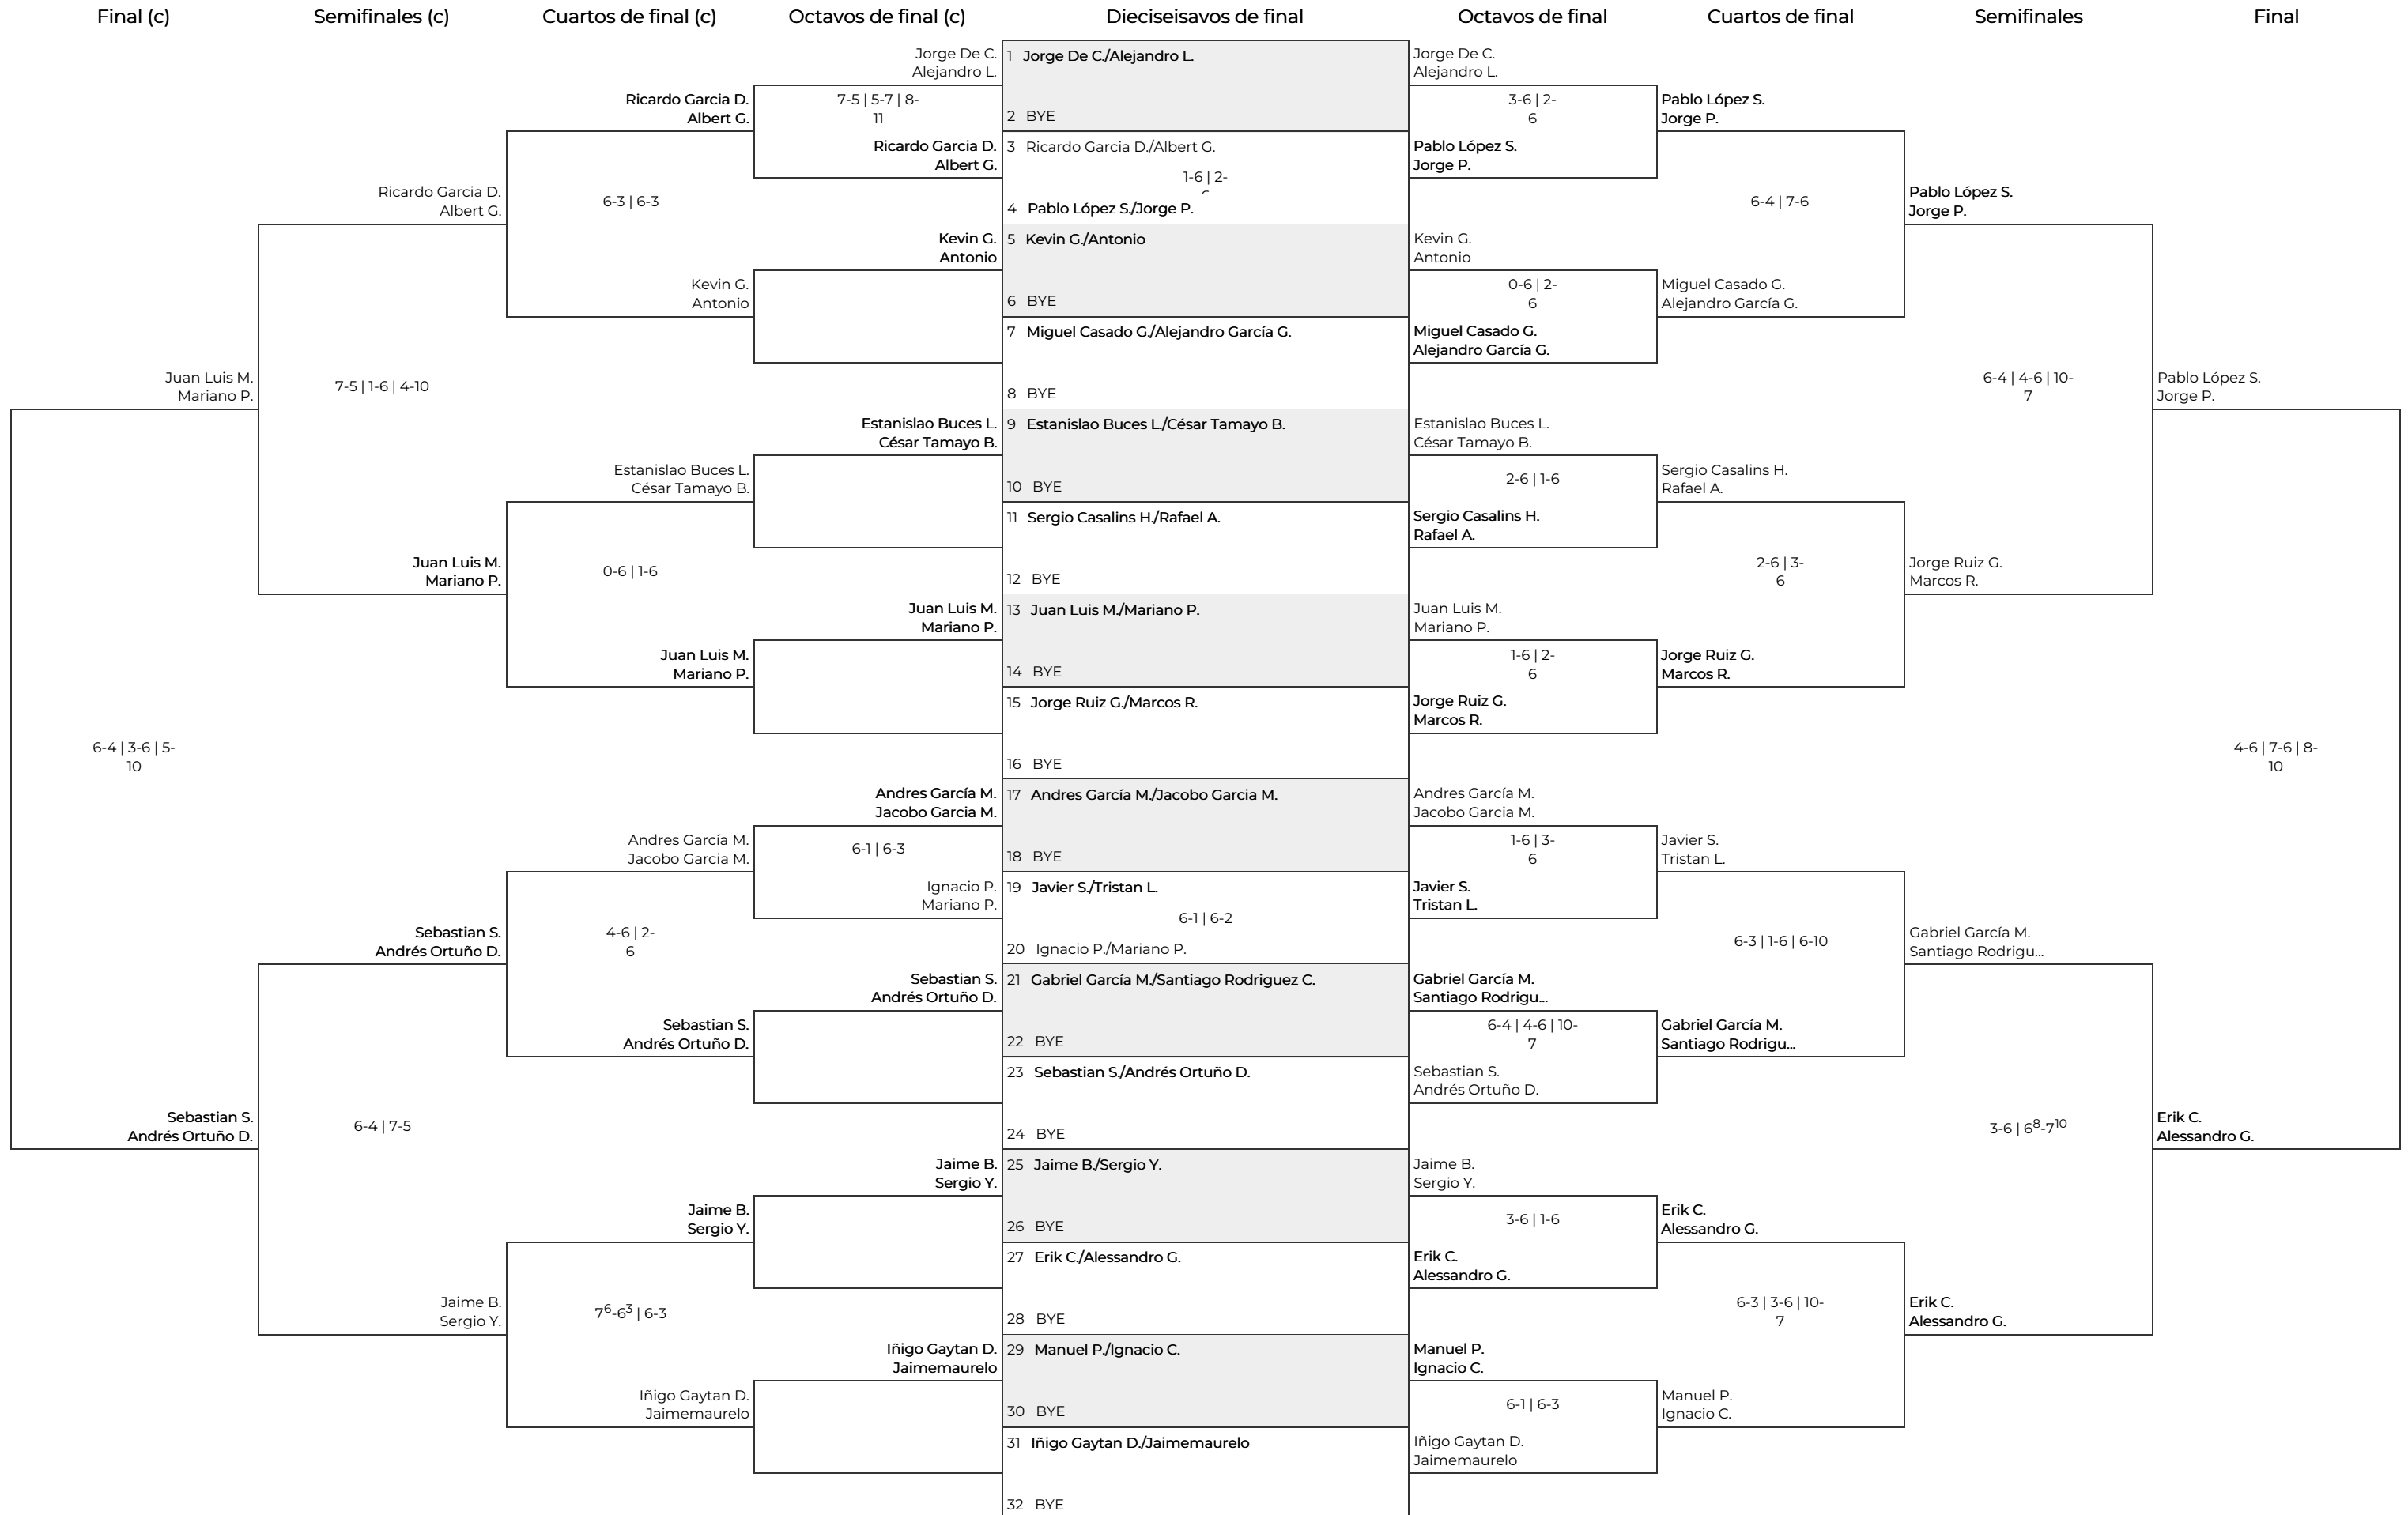 Final (c)
Semifinales (c)
Cuartos de final (c)
Octavos de final (c)
Dieciseisavos de final
Octavos de final
Cuartos de final
Semifinales
Final
Juan Luis M.
Mariano P.
6-4 | 3-6 | 5-
10
Sebastian S.
Andrés Ortuño D.
Ricardo Garcia D.
Albert G.
7-5 | 1-6 | 4-10
Juan Luis M.
Mariano P.
Sebastian S.
Andrés Ortuño D.
6-4 | 7-5
Jaime B.
Sergio Y.
Ricardo Garcia D.
Albert G.
6-3 | 6-3
Kevin G.
Antonio
Estanislao Buces L.
César Tamayo B.
0-6 | 1-6
Juan Luis M.
Mariano P.
Andres García M.
Jacobo Garcia M.
4-6 | 2-
6
Sebastian S.
Andrés Ortuño D.
Jaime B.
Sergio Y.
7⁶-6³ | 6-3
Iñigo Gaytan D.
Jaimemaurelo
Jorge De C.
Alejandro L.
7-5 | 5-7 | 8-
11
Ricardo Garcia D.
Albert G.
Kevin G.
Antonio
Estanislao Buces L.
César Tamayo B.
Juan Luis M.
Mariano P.
Andres García M.
Jacobo Garcia M.
6-1 | 6-3
Ignacio P.
Mariano P.
Sebastian S.
Andrés Ortuño D.
Jaime B.
Sergio Y.
Iñigo Gaytan D.
Jaimemaurelo
1 Jorge De C./Alejandro L.
2 BYE
3 Ricardo Garcia D./Albert G.
1-6 | 2-
4 Pablo López S./Jorge P.
5 Kevin G./Antonio
6 BYE
7 Miguel Casado G./Alejandro García G.
8 BYE
9 Estanislao Buces L./César Tamayo B.
10 BYE
11 Sergio Casalins H./Rafael A.
12 BYE
13 Juan Luis M./Mariano P.
14 BYE
15 Jorge Ruiz G./Marcos R.
16 BYE
17 Andres García M./Jacobo Garcia M.
18 BYE
19 Javier S./Tristan L.
6-1 | 6-2
20 Ignacio P./Mariano P.
21 Gabriel García M./Santiago Rodriguez C.
22 BYE
23 Sebastian S./Andrés Ortuño D.
24 BYE
25 Jaime B./Sergio Y.
26 BYE
27 Erik C./Alessandro G.
28 BYE
29 Manuel P./Ignacio C.
30 BYE
31 Iñigo Gaytan D./Jaimemaurelo
32 BYE
Jorge De C.
Alejandro L.
3-6 | 2-
6
Pablo López S.
Jorge P.
Kevin G.
Antonio
0-6 | 2-
6
Miguel Casado G.
Alejandro García G.
Estanislao Buces L.
César Tamayo B.
2-6 | 1-6
Sergio Casalins H.
Rafael A.
Juan Luis M.
Mariano P.
1-6 | 2-
6
Jorge Ruiz G.
Marcos R.
Andres García M.
Jacobo Garcia M.
1-6 | 3-
6
Javier S.
Tristan L.
Gabriel García M.
Santiago Rodrigu...
6-4 | 4-6 | 10-
7
Sebastian S.
Andrés Ortuño D.
Jaime B.
Sergio Y.
3-6 | 1-6
Erik C.
Alessandro G.
Manuel P.
Ignacio C.
6-1 | 6-3
Iñigo Gaytan D.
Jaimemaurelo
Pablo López S.
Jorge P.
6-4 | 7-6
Miguel Casado G.
Alejandro García G.
Sergio Casalins H.
Rafael A.
2-6 | 3-
6
Jorge Ruiz G.
Marcos R.
Javier S.
Tristan L.
6-3 | 1-6 | 6-10
Gabriel García M.
Santiago Rodrigu...
Erik C.
Alessandro G.
6-3 | 3-6 | 10-
7
Manuel P.
Ignacio C.
Pablo López S.
Jorge P.
6-4 | 4-6 | 10-
7
Jorge Ruiz G.
Marcos R.
Gabriel García M.
Santiago Rodrigu...
3-6 | 6⁸-7¹⁰
Erik C.
Alessandro G.
Pablo López S.
Jorge P.
4-6 | 7-6 | 8-
10
Erik C.
Alessandro G.